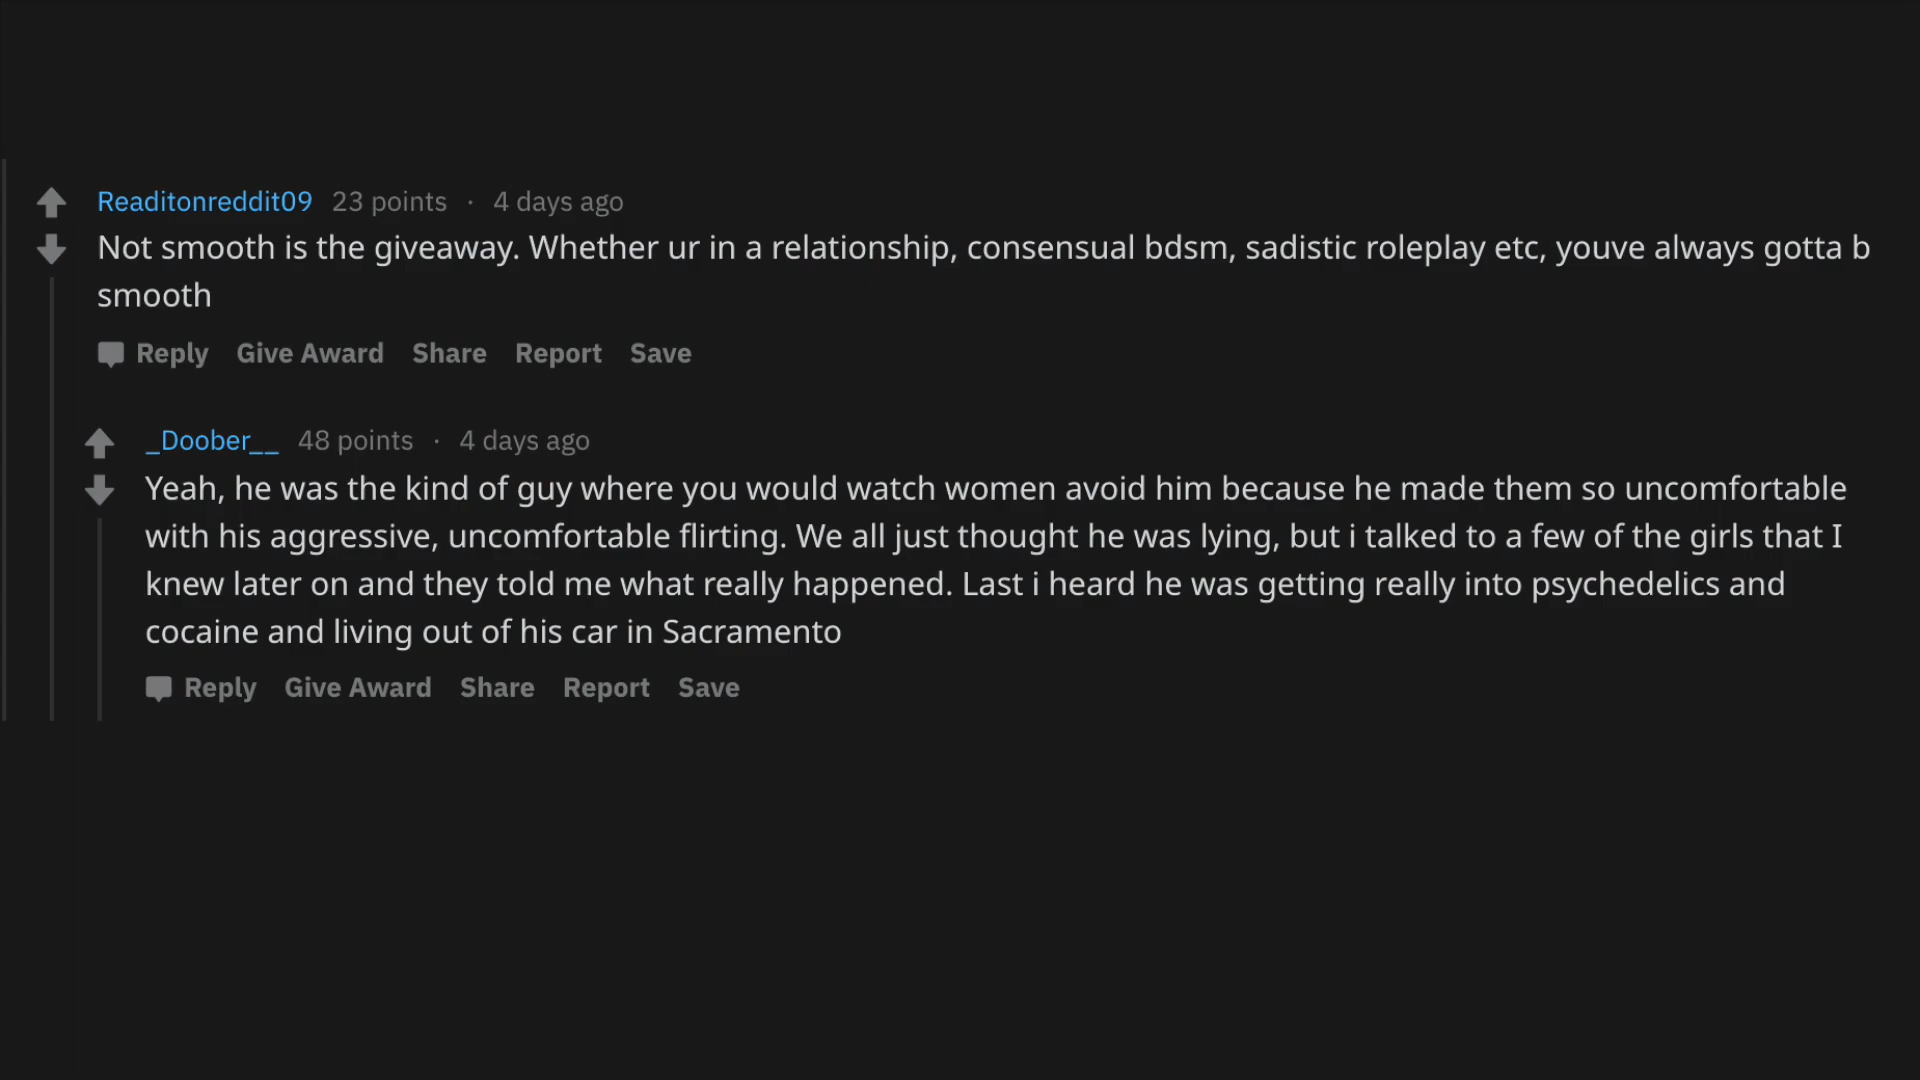 Readitonreddit09 23 points · 4 days ago
Not smooth is the giveaway. Whether ur in a relationship, consensual bdsm, sadistic roleplay etc, youve always gotta b
smooth
Reply Give Award Share Report Save
_Doober__ 48 points · 4 days ago
Yeah, he was the kind of guy where you would watch women avoid him because he made them so uncomfortable
with his aggressive, uncomfortable flirting. We all just thought he was lying, but i talked to a few of the girls that I
knew later on and they told me what really happened. Last i heard he was getting really into psychedelics and
cocaine and living out of his car in Sacramento
Reply Give Award Share Report Save